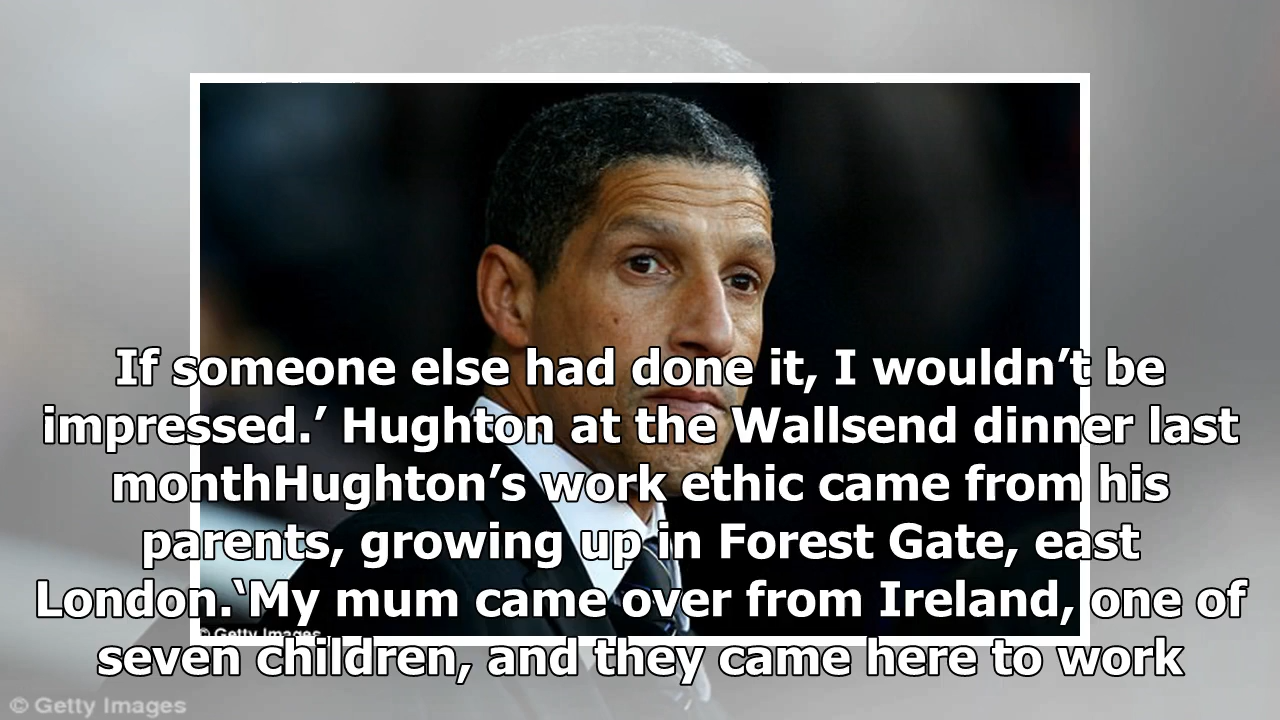 If someone else had done it, I wouldn’t be
impressed.’ Hughton at the Wallsend dinner last
monthHughton’s work ethic came from his
parents, growing up in Forest Gate, east
London.‘My mum came over from Ireland, one of
© Getty Images
seven children, and they came here to work
© Getty Images